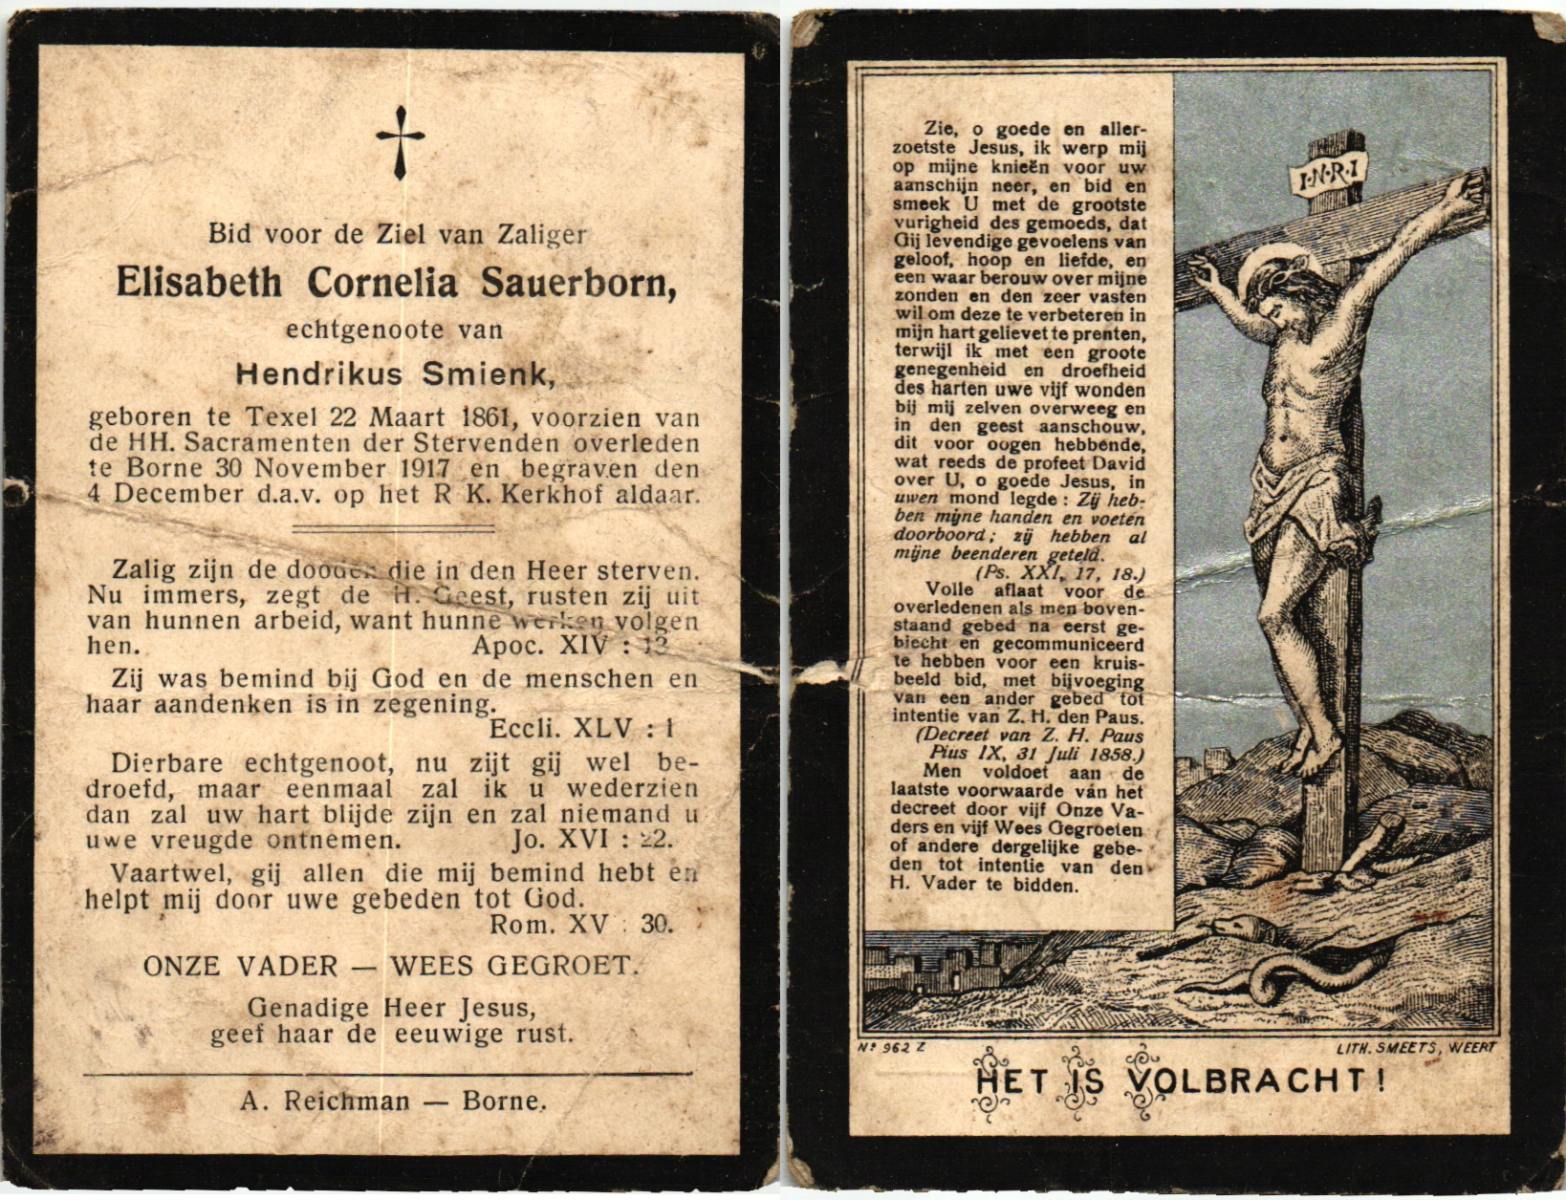 Bid voor de Ziel van Zaliger
Elisabeth Cornelia Sauerborn,
echtgenoote van
Hendrikus Smienk,
geboren te Texel 22 Maart 1861, voorzien van
de HH. Sacramenten der Stervenden overleden
te Borne 30 November 1917 en begraven den
4 December d.a.v. op het R K. Kerkhof aldaar.
Zalig zijn de dooden die in den Heer sterven.
Nu immers, zegt de H. Geest, rusten zij uit
van hunnen arbeid, want hunne werken volgen
hen. Apoc. XIV : 13
Zij was bemind bij God en de menschen en
haar aandenken is in zegening.
Eccli. XLV : 1
Dierbare echtgenoot, nu zijt gij wel be-
droefd, maar eenmaal zal ik u wederzien
dan zal uw hart blijde zijn en zal niemand u
uwe vreugde ontnemen. Jo. XVI : 22.
Vaartwel, gij allen die mij bemind hebt en
helpt mij door uwe gebeden tot God.
Rom. XV : 30.
ONZE VADER — WEES GEGROET.
Genadige Heer Jesus,
geef haar de eeuwige rust.
A. Reichman — Borne.
Zie, o goede en aller-
zoetste Jesus, ik werp mij
op mijne knieën voor uw
aanschijn neer, en bid en
smeek U met de grootste
vurigheid des gemoeds, dat
Gij levendige gevoelens van
geloof, hoop en liefde, en
een waar berouw over mijne
zonden en den zeer vasten
wil om deze te verbeteren in
mijn hart gelievet te prenten,
terwijl ik met een groote
genegenheid en droefheid
des harten uwe vijf wonden
bij mij zelven overweeg en
in den geest aanschouw,
dit voor oogen hebbende,
wat reeds de profeet David
over U, o goede Jesus, in
uwen mond legde : Zij heb-
ben mijne handen en voeten
doorboord ; zij hebben al
mijne beenderen geteld.
(Ps. XXI, 17, 18.)
Volle aflaat voor de
overledenen als men boven-
staand gebed na eerst ge-
biecht en gecommuniceerd
te hebben voor een kruis-
beeld bid, met bijvoeging
van een ander gebed tot
intentie van Z. H. den Paus.
(Decreet van Z. H. Paus
Pius IX, 31 Juli 1858.)
Men voldoet aan de
laatste voorwaarde van het
decreet door vijf Onze Va-
ders en vijf Wees Gegroeten
of andere dergelijke gebe-
den tot intentie van den
H. Vader te bidden.
I·N·R·I
No 962 Z
LITH. SMEETS, WEERT
HET IS VOLBRACHT!